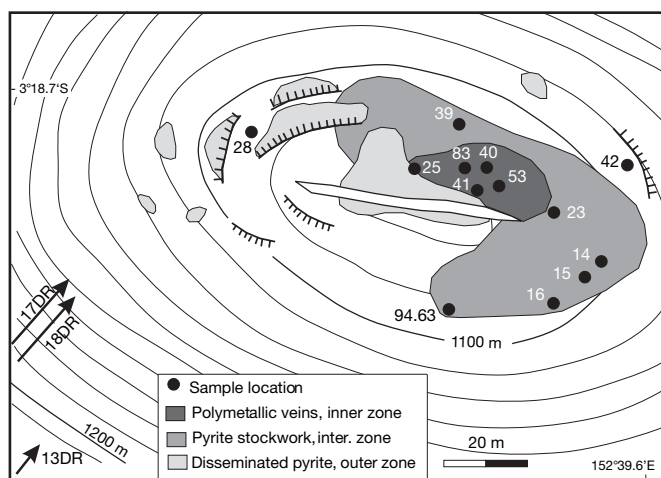 3°18.7'S
28
39
42
25
83
40
41
53
23
14
15
16
94.63
1100 m
17DR
18DR
1200 m
13DR
Sample location
Polymetallic veins, inner zone
Pyrite stockwork, inter. zone
Disseminated pyrite, outer zone
20 m
152°39.6'E